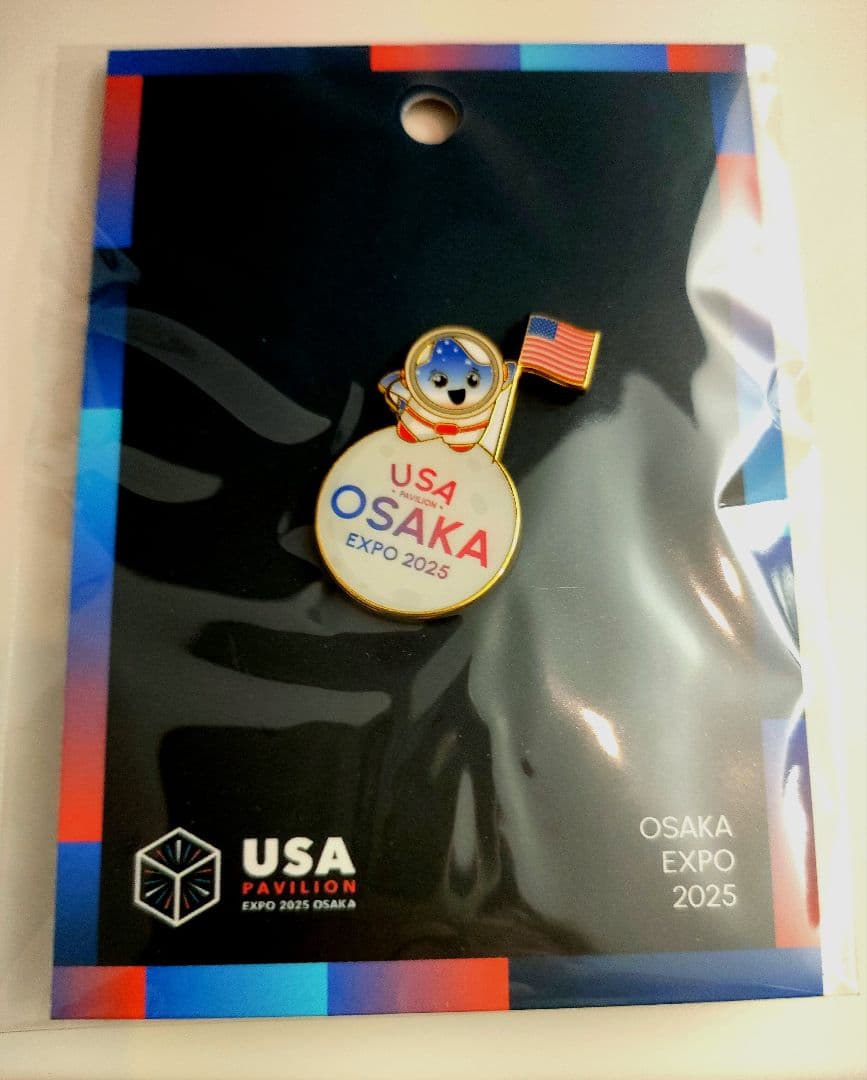 USA
• PAVILION •
OSAKA
EXPO 2025
USA
PAVILION
EXPO 2025 OSAKA
OSAKA
EXPO
2025